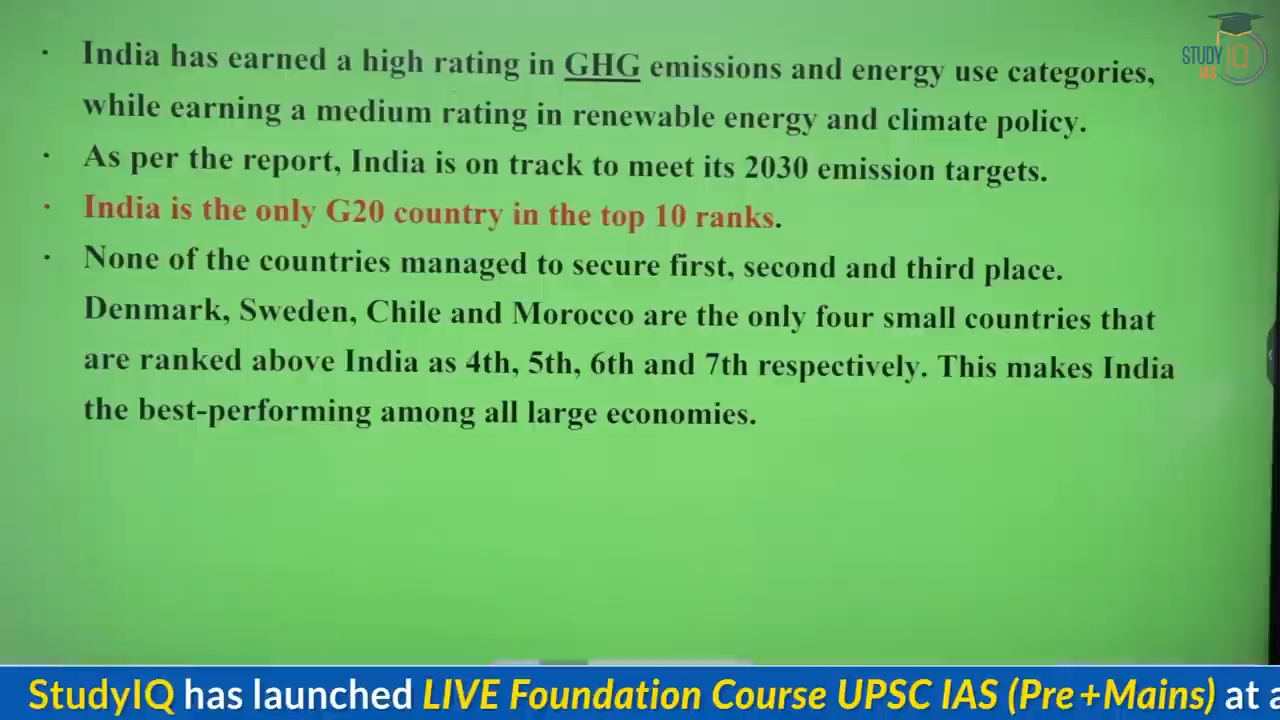 STUDY IQ
IAS
· India has earned a high rating in GHG emissions and energy use categories,
while earning a medium rating in renewable energy and climate policy.
· As per the report, India is on track to meet its 2030 emission targets.
· India is the only G20 country in the top 10 ranks.
· None of the countries managed to secure first, second and third place.
Denmark, Sweden, Chile and Morocco are the only four small countries that
are ranked above India as 4th, 5th, 6th and 7th respectively. This makes India
the best-performing among all large economies.
StudyIQ has launched LIVE Foundation Course UPSC IAS (Pre+Mains) at a